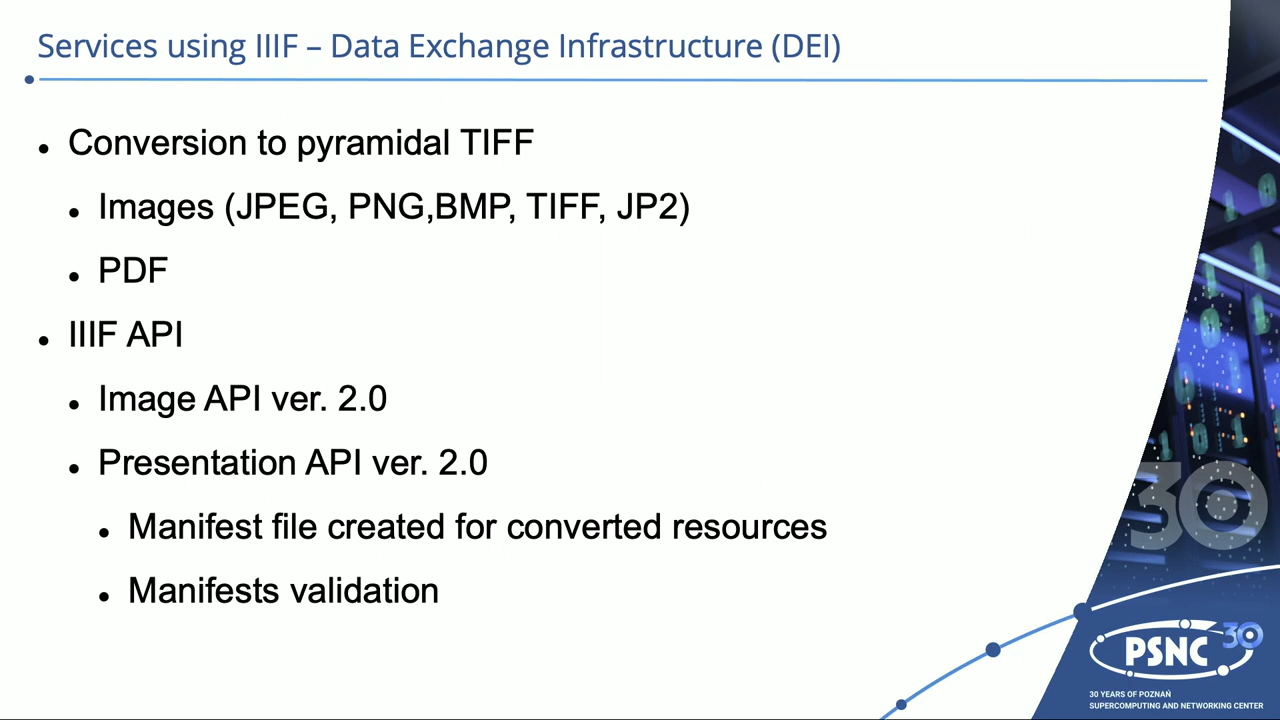 Services using IIIF – Data Exchange Infrastructure (DEI)
Conversion to pyramidal TIFF
Images (JPEG, PNG,BMP, TIFF, JP2)
PDF
IIIF API
Image API ver. 2.0
Presentation API ver. 2.0
Manifest file created for converted resources
Manifests validation
30
PSNC 30
30 YEARS OF POZNAŃ
SUPERCOMPUTING AND NETWORKING CENTER